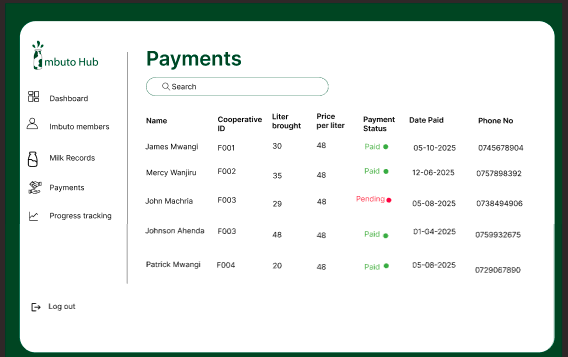 Imbuto Hub
Dashboard
Imbuto members
Milk Records
Payments
Progress tracking
Log out
Payments
Search
Name Cooperative ID Liter brought Price per liter Payment Status Date Paid Phone No
James Mwangi F001 30 48 Paid 05-10-2025 0745678904
Mercy Wanjiru F002 35 48 Paid 12-06-2025 0757898392
John Machria F003 29 48 Pending 05-08-2025 0738494906
Johnson Ahenda F003 48 48 Paid 01-04-2025 0759932675
Patrick Mwangi F004 20 48 Paid 05-08-2025 0729067890